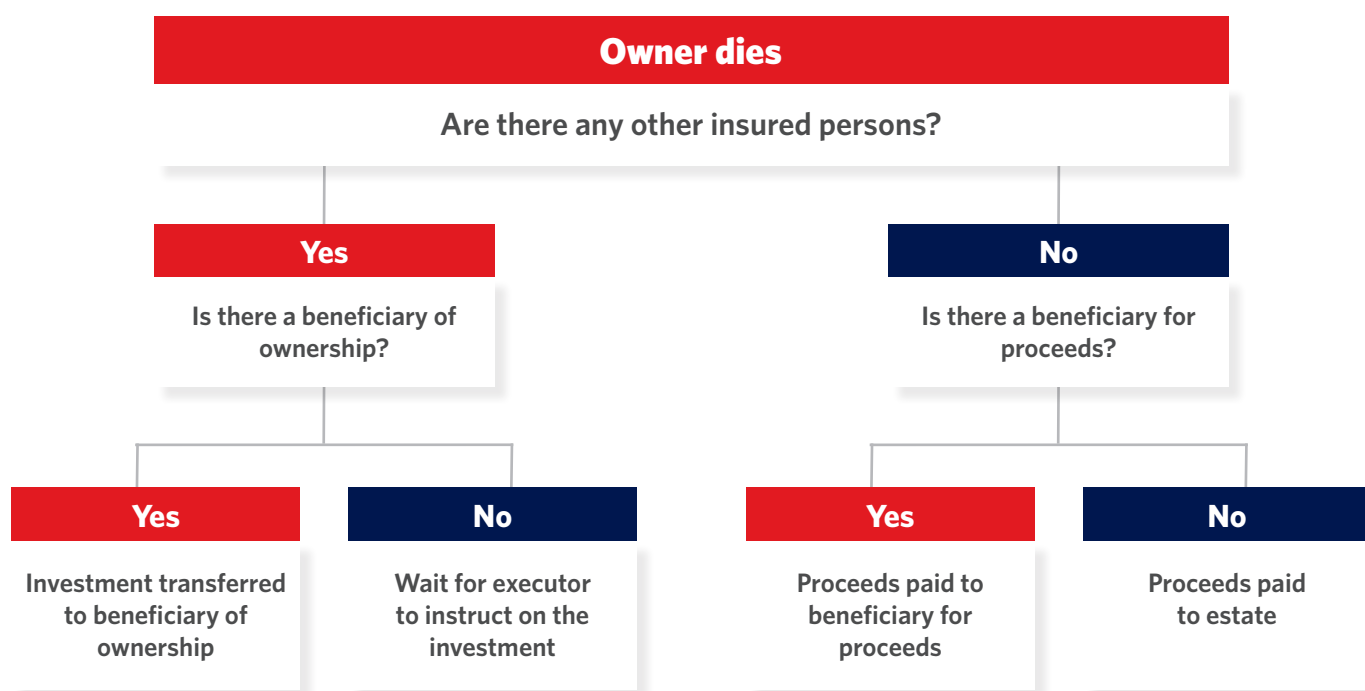 Owner dies
Are there any other insured persons?
Yes
No
Is there a beneficiary of
ownership?
Is there a beneficiary for
proceeds?
Yes
No
Yes
No
Investment transferred
to beneficiary of
ownership
Wait for executor
to instruct on the
investment
Proceeds paid to
beneficiary for
proceeds
Proceeds paid
to estate